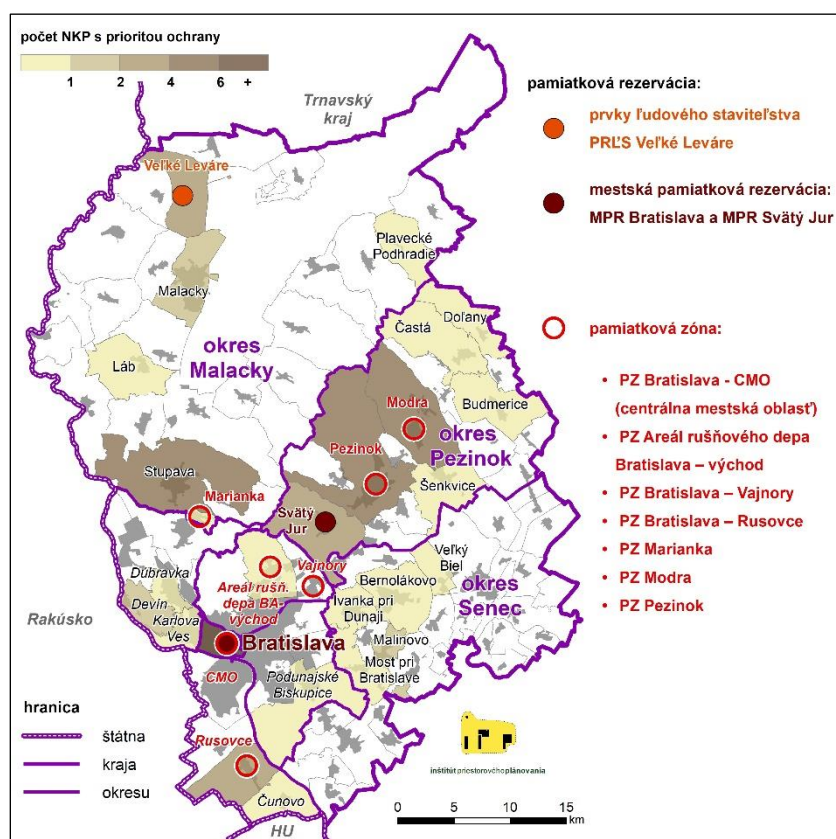 počet NKP s prioritou ochrany
1 2 4 6 +
Trnavský
kraj
Veľké Leváre
Malacky
Plavecké
Podhradie
Častá
Doľany
okres
Malacky
Láb
Budmerice
Modra
okres
Pezinok
Pezinok
Stupava
Šenkvice
Marianka
Svätý
Jur
Veľký
Biel
Vajnory
Dúbravka
Areál rušň.
depa BA-
východ
Bernolákovo
okres
Senec
Devín
Karlova
Ves
Ivanka pri
Dunaji
Rakúsko
Malinovo
Bratislava
Most pri
Bratislave
CMO
Podunajské
Biskupice
Rusovce
Čunovo
HU
hranica
štátna
kraja
okresu
pamiatková rezervácia:
prvky ľudového staviteľstva
PRĽS Veľké Leváre
mestská pamiatková rezervácia:
MPR Bratislava a MPR Svätý Jur
pamiatková zóna:
• PZ Bratislava - CMO
(centrálna mestská oblasť)
• PZ Areál rušňového depa
Bratislava – východ
• PZ Bratislava – Vajnory
• PZ Bratislava – Rusovce
• PZ Marianka
• PZ Modra
• PZ Pezinok
inštitút priestorového plánovania
0 5 10 15
km